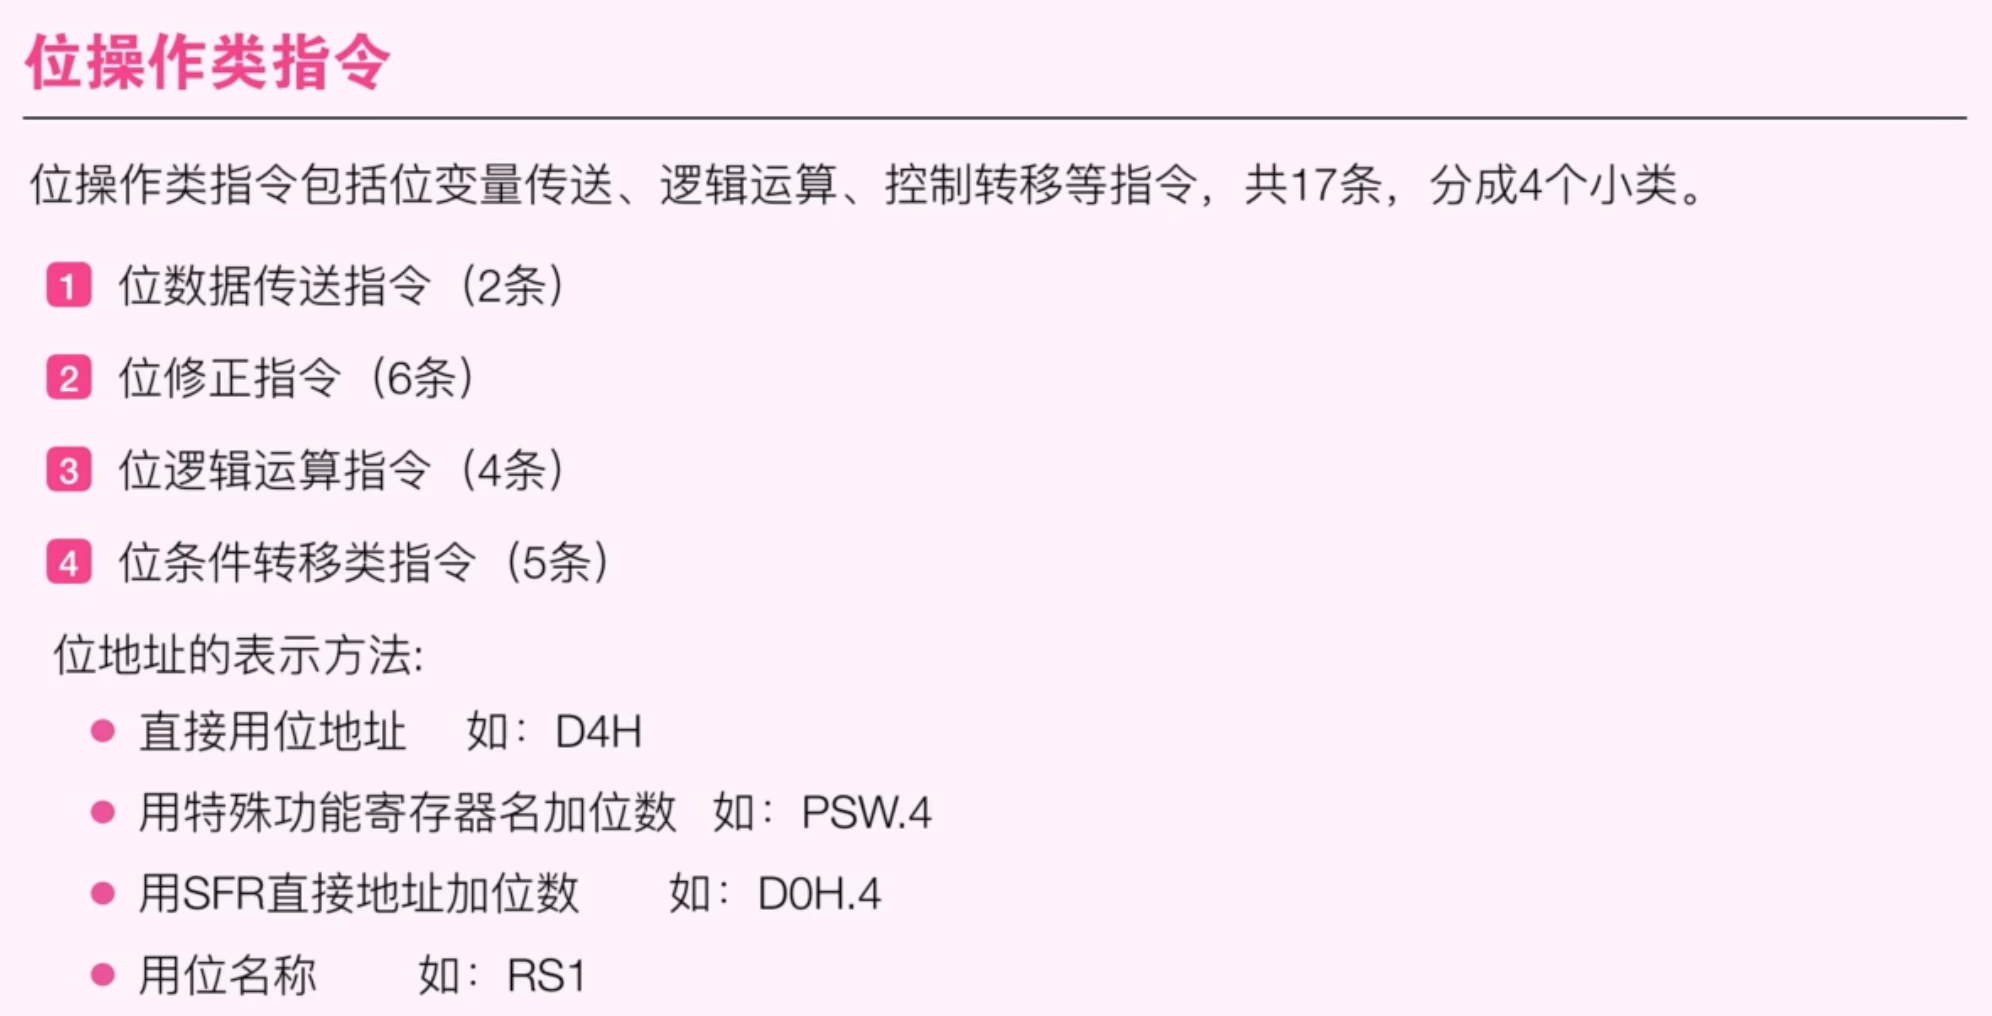 位操作类指令
位操作类指令包括位变量传送、逻辑运算、控制转移等指令，共17条，分成4个小类。
1 位数据传送指令（2条）
2 位修正指令（6条）
3 位逻辑运算指令（4条）
4 位条件转移类指令（5条）
位地址的表示方法:
● 直接用位地址 如：D4H
● 用特殊功能寄存器名加位数 如：PSW.4
● 用SFR直接地址加位数 如：D0H.4
● 用位名称 如：RS1